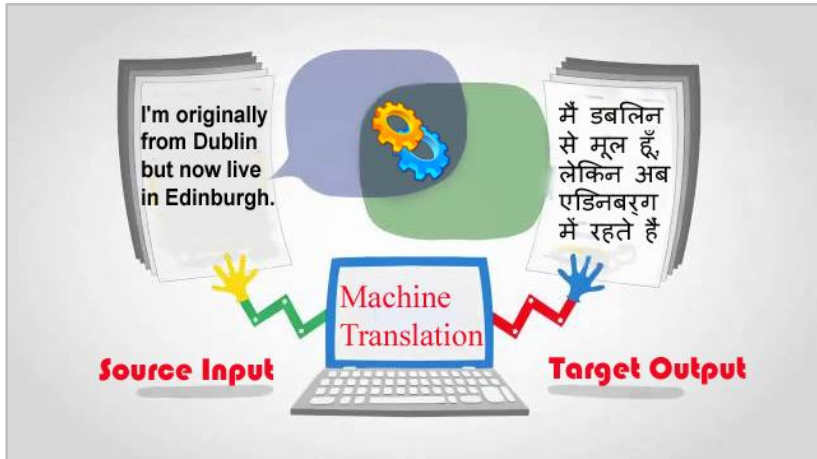 I'm originally
from Dublin
but now live
in Edinburgh.
मैं डबलिन
से मूल हूँ,
लेकिन अब
एडिनबर्ग
में रहते हैं
Machine
Translation
Source Input
Target Output